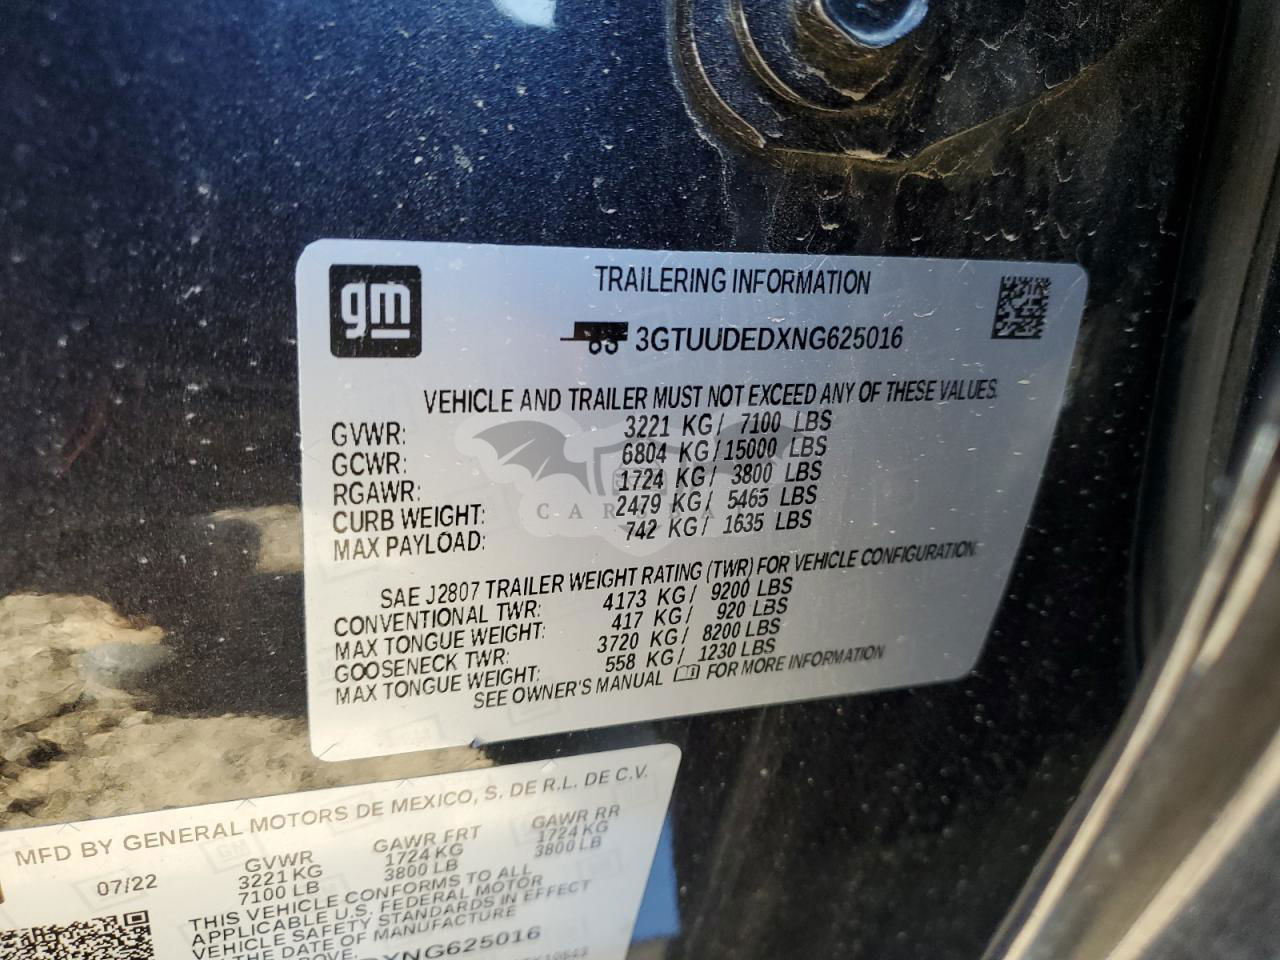 gm
TRAILERING INFORMATION
83 3GTUUDEDXNG625016
VEHICLE AND TRAILER MUST NOT EXCEED ANY OF THESE VALUES.
GVWR: 3221 KG/ 7100 LBS
GCWR: 6804 KG/15000 LBS
RGAWR: 1724 KG/ 3800 LBS
CURB WEIGHT: 2479 KG/ 5465 LBS
MAX PAYLOAD: 742 KG/ 1635 LBS
SAE J2807 TRAILER WEIGHT RATING (TWR) FOR VEHICLE CONFIGURATION.
CONVENTIONAL TWR: 4173 KG/ 9200 LBS
MAX TONGUE WEIGHT: 417 KG/ 920 LBS
GOOSENECK TWR: 3720 KG/ 8200 LBS
MAX TONGUE WEIGHT: 558 KG/ 1230 LBS
SEE OWNER'S MANUAL FOR MORE INFORMATION
MFD BY GENERAL MOTORS DE MEXICO, S. DE R.L. DE C.V.
07/22 GVWR GAWR FRT GAWR RR
3221 KG 1724 KG 1724 KG
7100 LB 3800 LB 3800 LB
THIS VEHICLE CONFORMS TO ALL
APPLICABLE U.S. FEDERAL MOTOR
VEHICLE SAFETY STANDARDS IN EFFECT
THE DATE OF MANUFACTURE
DXNG625016